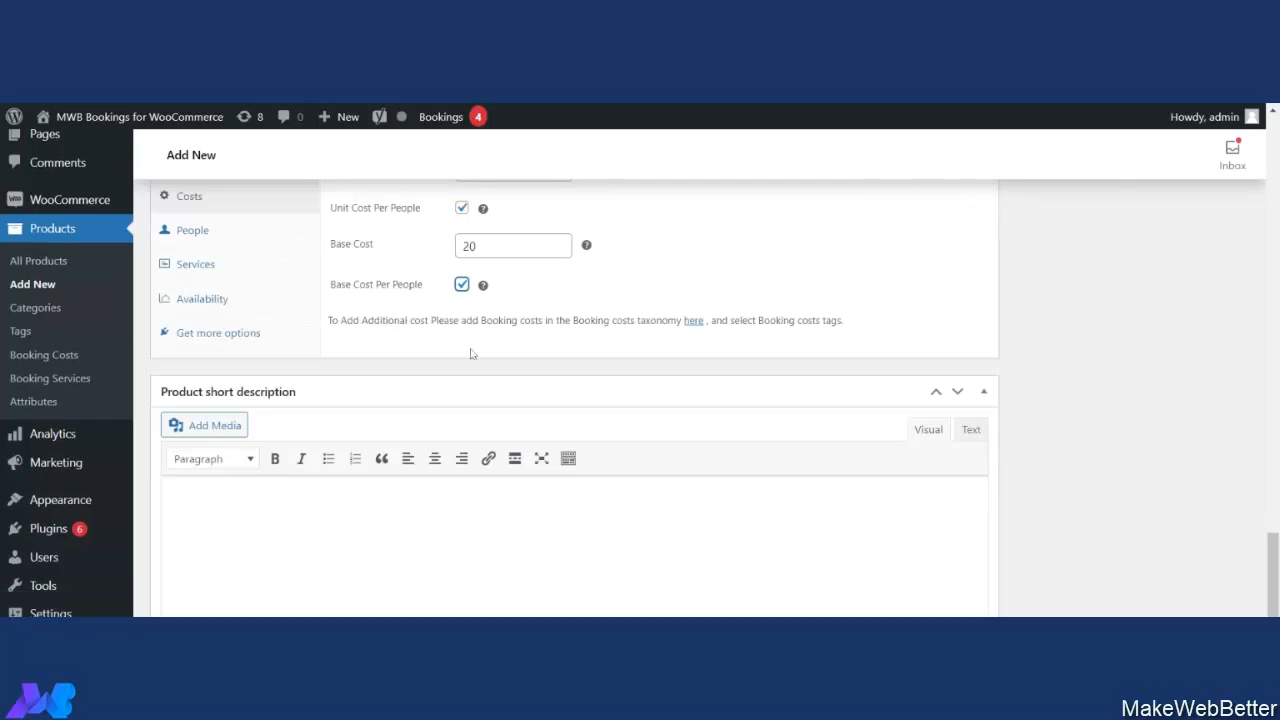 MWB Bookings for WooCommerce 8 0 New Bookings 4 Howdy, admin
Pages
Comments
WooCommerce
Products
All Products
Add New
Categories
Tags
Booking Costs
Booking Services
Attributes
Analytics
Marketing
Appearance
Plugins 6
Users
Tools
Settings
Add New
Inbox
Costs
People
Services
Availability
Get more options
Unit Cost Per People
Base Cost 20
Base Cost Per People
To Add Additional cost Please add Booking costs in the Booking costs taxonomy here , and select Booking costs tags.
Product short description
Add Media
Visual Text
Paragraph B I
MakeWebBetter